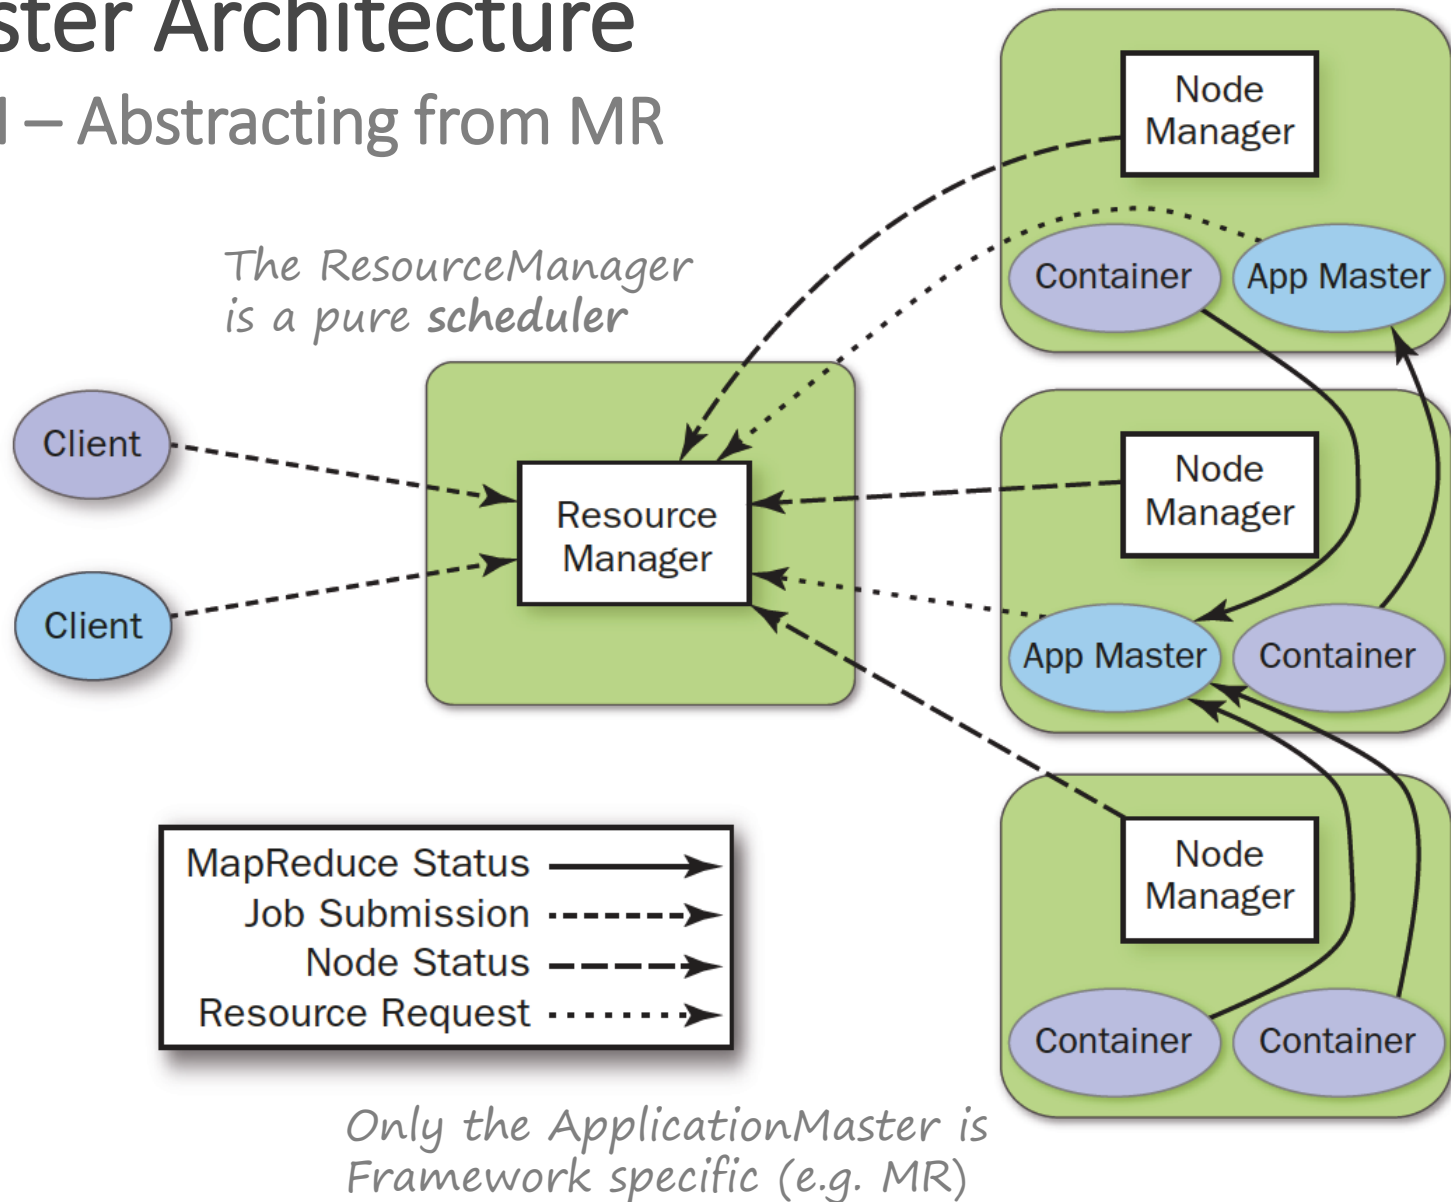 ster Architecture
– Abstracting from MR
The ResourceManager
is a pure scheduler
Client
Client
Resource
Manager
Node
Manager
Container
App Master
Node
Manager
App Master
Container
Node
Manager
Container
Container
MapReduce Status
Job Submission
Node Status
Resource Request
Only the ApplicationMaster is
Framework specific (e.g. MR)